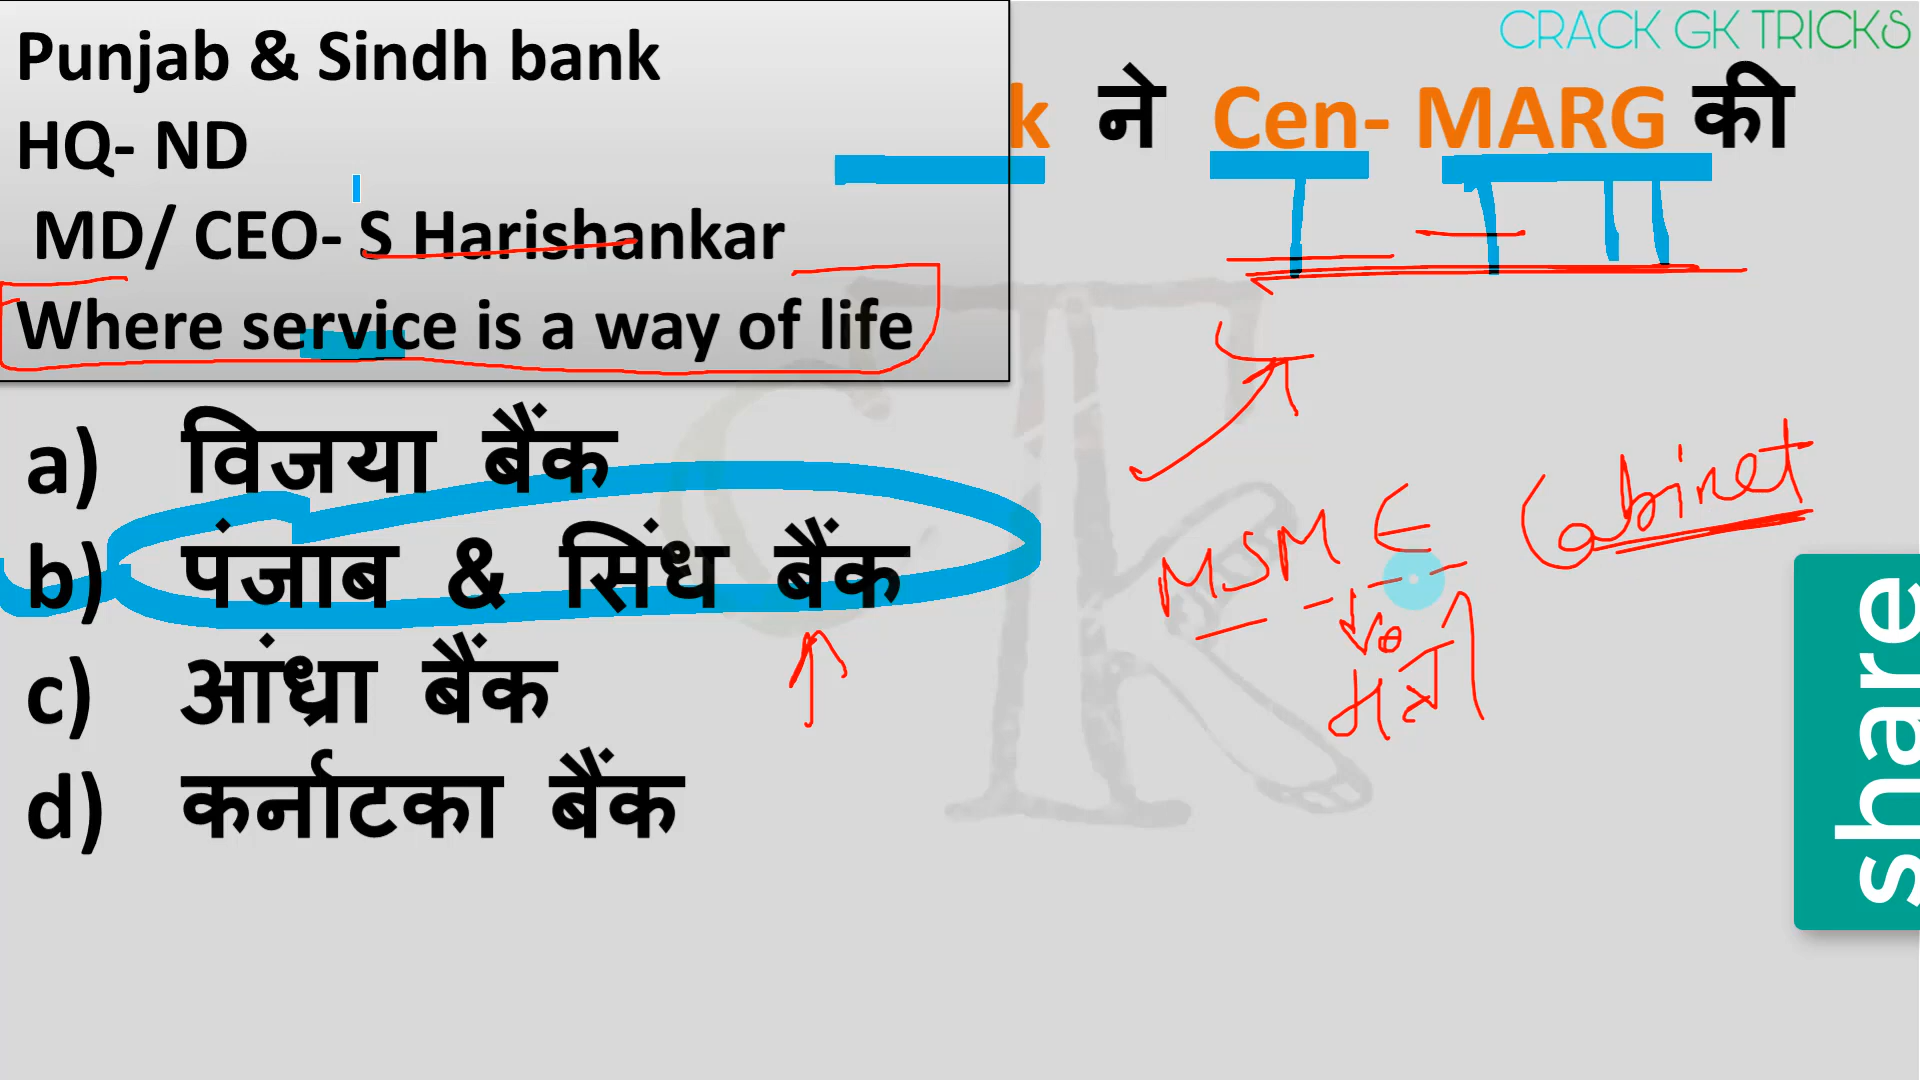 CRACK GK TRICKS
Punjab & Sindh bank
k ने Cen- MARG की
HQ- ND
MD/ CEO- S Harishankar
Where service is a way of life
a) विजया बैंक
b) पंजाब & सिंध बैंक
c) आंध्रा बैंक
d) कर्नाटका बैंक
MSME Cabinet
share